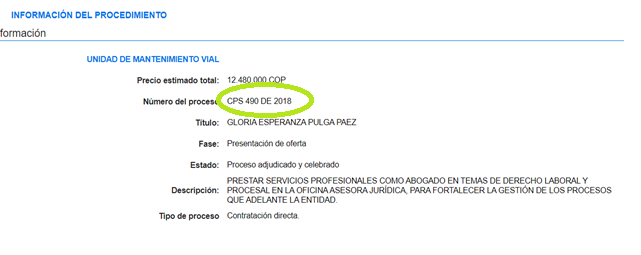 INFORMACIÓN DEL PROCEDIMIENTO
formación
UNIDAD DE MANTENIMIENTO VIAL
Precio estimado total: 12.480.000 COP
Número del proceso CPS 490 DE 2018
Título: GLORIA ESPERANZA PULGA PAEZ
Fase: Presentación de oferta
Estado: Proceso adjudicado y celebrado
Descripción: PRESTAR SERVICIOS PROFESIONALES COMO ABOGADO EN TEMAS DE DERECHO LABORAL Y
PROCESAL EN LA OFICINA ASESORA JURÍDICA, PARA FORTALECER LA GESTIÓN DE LOS PROCESOS
QUE ADELANTE LA ENTIDAD.
Tipo de proceso Contratación directa.